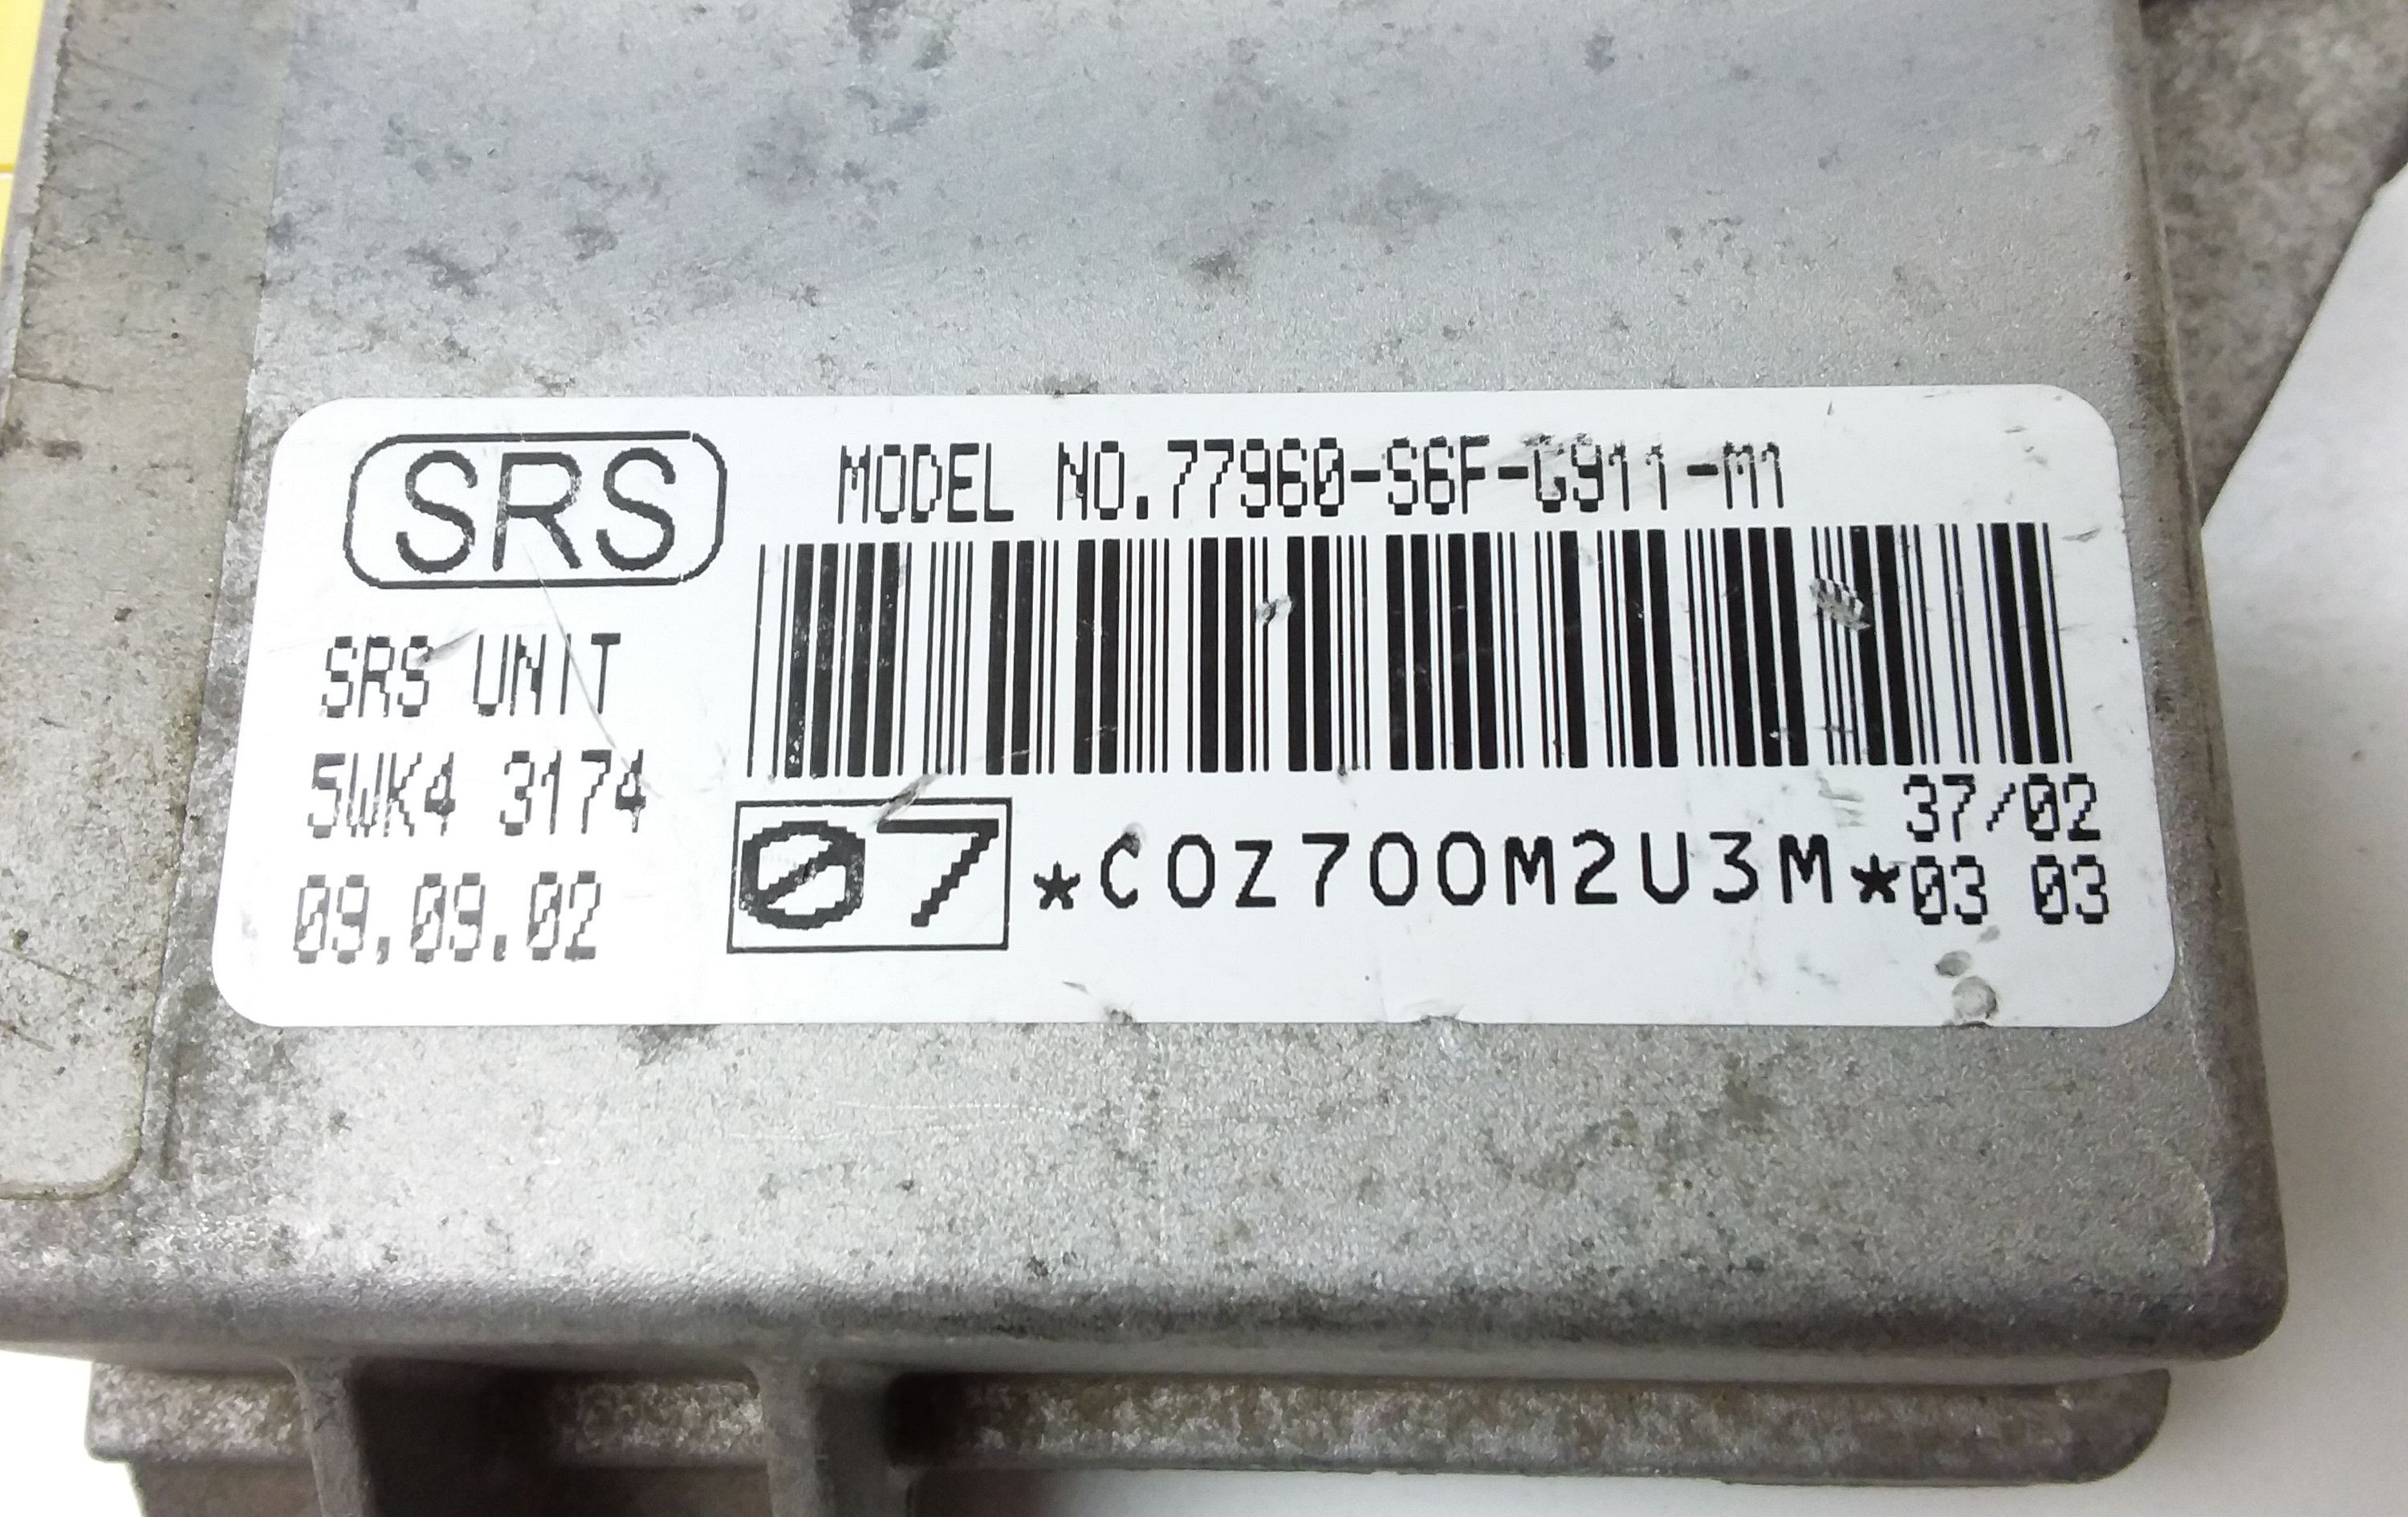 SRS
MODEL NO.77960-S6F-G911-M1
SRS UNIT
5WK4 3174
09.09.02
07
*C0Z700M2U3M*
37/02
03 03